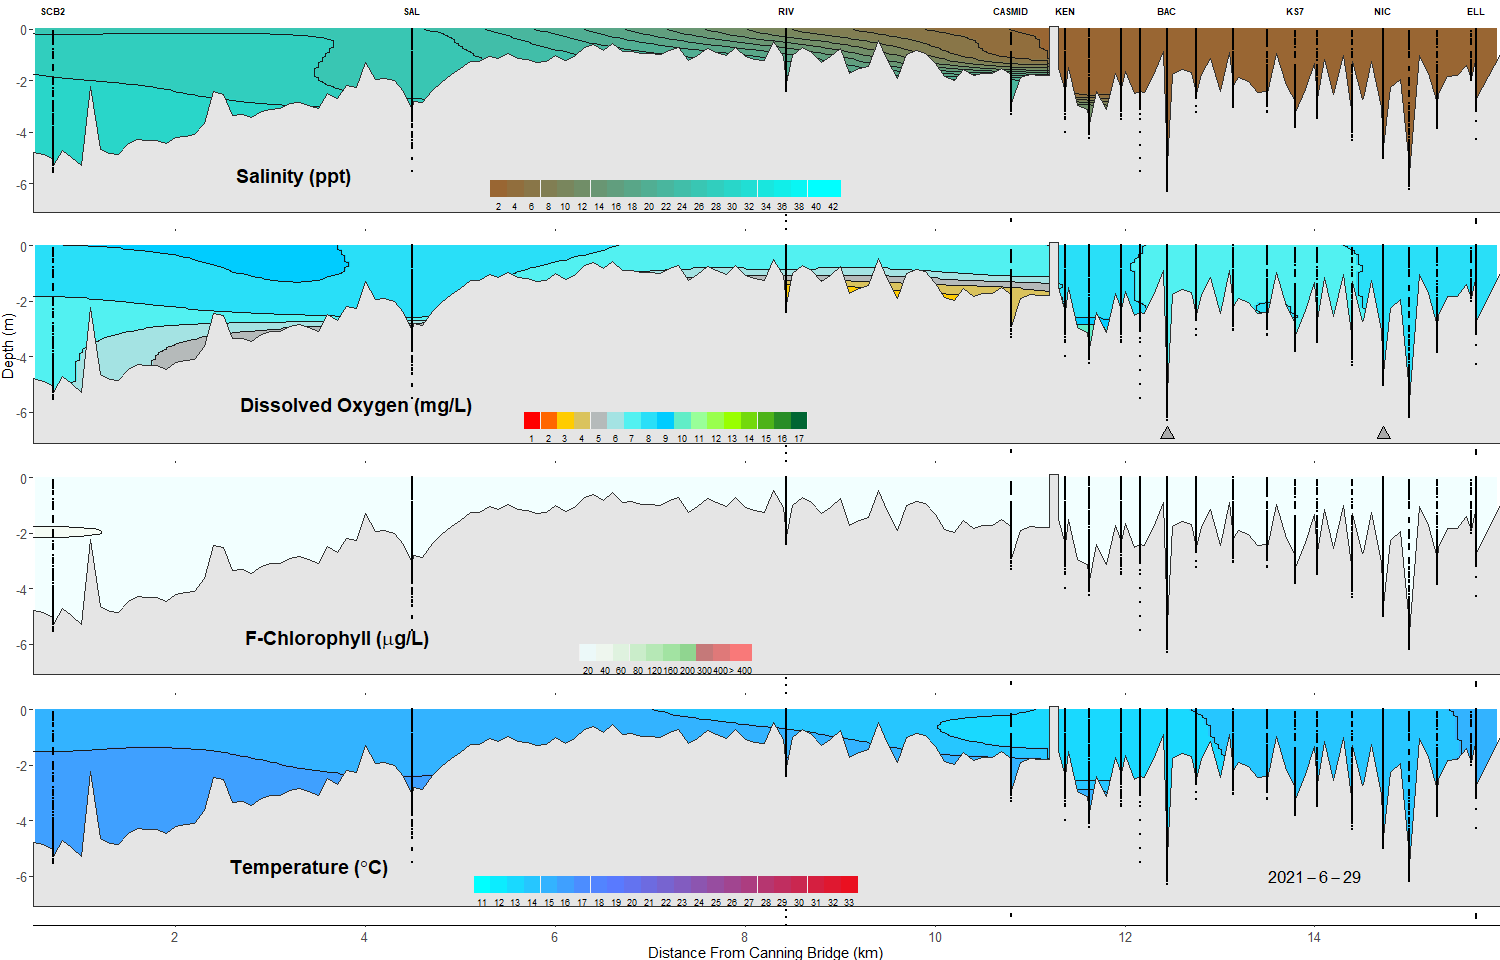 SCB2 SAL RIV CASMID KEN BAC KS7 NIC ELL
0
-2
-4
-6
Salinity (ppt)
2 4 6 8 10 12 14 16 18 20 22 24 26 28 30 32 34 36 38 40 42
0
-2
-4
-6
Dissolved Oxygen (mg/L)
1 2 3 4 5 6 7 8 9 10 11 12 13 14 15 16 17
Depth (m)
0
-2
-4
-6
F-Chlorophyll (µg/L)
20 40 60 80 120 160 200 300 400 > 400
0
-2
-4
-6
Temperature (°C)
2021 – 6 – 29
11 12 13 14 15 16 17 18 19 20 21 22 23 24 25 26 27 28 29 30 31 32 33
2 4 6 8 10 12 14
Distance From Canning Bridge (km)